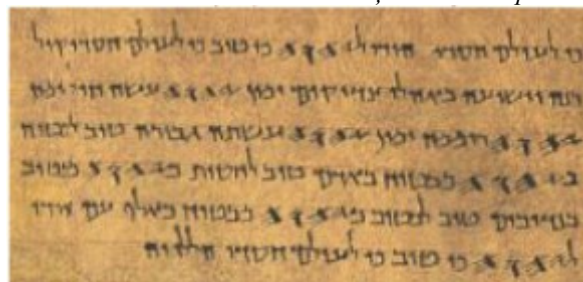 כי לעולם חסדו הודו ל𐤉𐤄𐤅𐤄 כי טוב כי לעולם חסדו קול
רנה וישועה באהלי צדיקים ימין 𐤉𐤄𐤅𐤄 חיל ימין
𐤉𐤄𐤅𐤄 רוממה ימין 𐤉𐤄𐤅𐤄 עשתה גבורה טוב לבטוח
ב𐤉𐤄𐤅𐤄 מבטוח באדם טוב לחסות ב𐤉𐤄𐤅𐤄 מבטוח
בנדיבים טוב לבטוח ב𐤉𐤄𐤅𐤄 מבטוח באלף עם הודו
ל𐤉𐤄𐤅𐤄 כי טוב כי לעולם חסדו הללויה